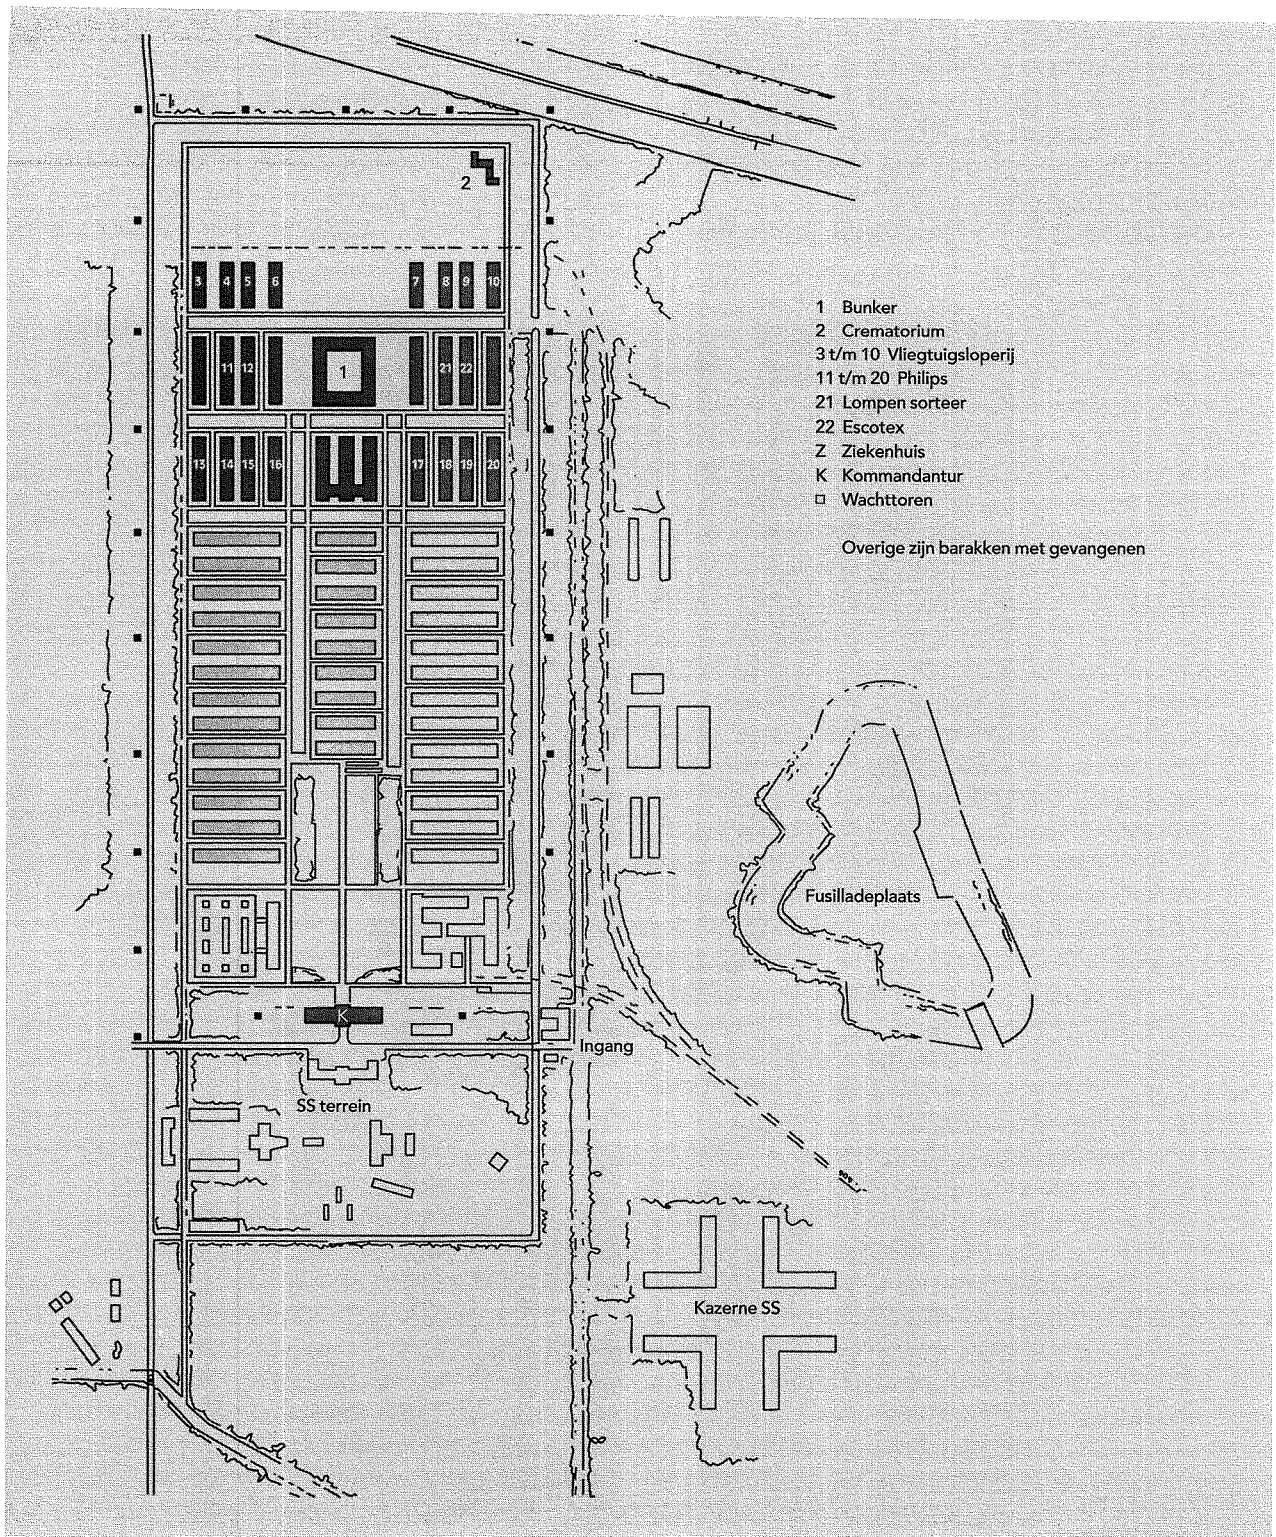 2
3 4 5 6 7 8 9 10
11 12 1 21 22
13 14 15 16 17 18 19 20
1 Bunker
2 Crematorium
3 t/m 10 Vliegtuigsloperij
11 t/m 20 Philips
21 Lompen sorteer
22 Escotex
Z Ziekenhuis
K Kommandantur
Wachttoren
Overige zijn barakken met gevangenen
Fusilladeplaats
K
Ingang
SS terrein
Kazerne SS